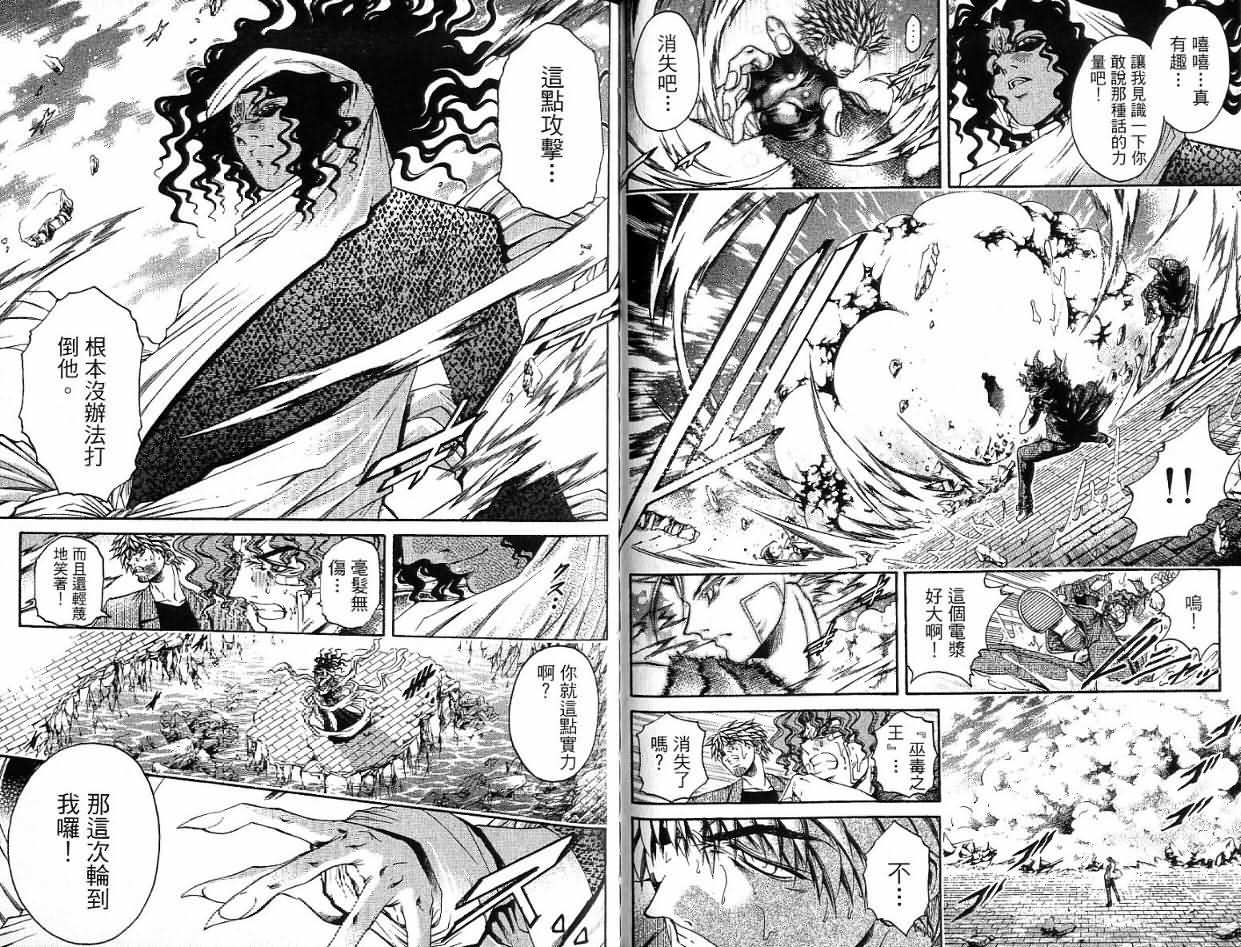 嘻嘻…真
有趣…
讓我見識一下你
敢說那種話的力
量吧！
…
消失吧…
!!
嗚！
這個電漿
好大啊！
『巫毒之
王』…
消失了
嗎？
不…
這點攻擊…
根本沒辦法打
倒他。
毫髮無
傷…
而且還輕蔑
地笑著！
你就這點實力
啊？
那這次輪到
我囉！